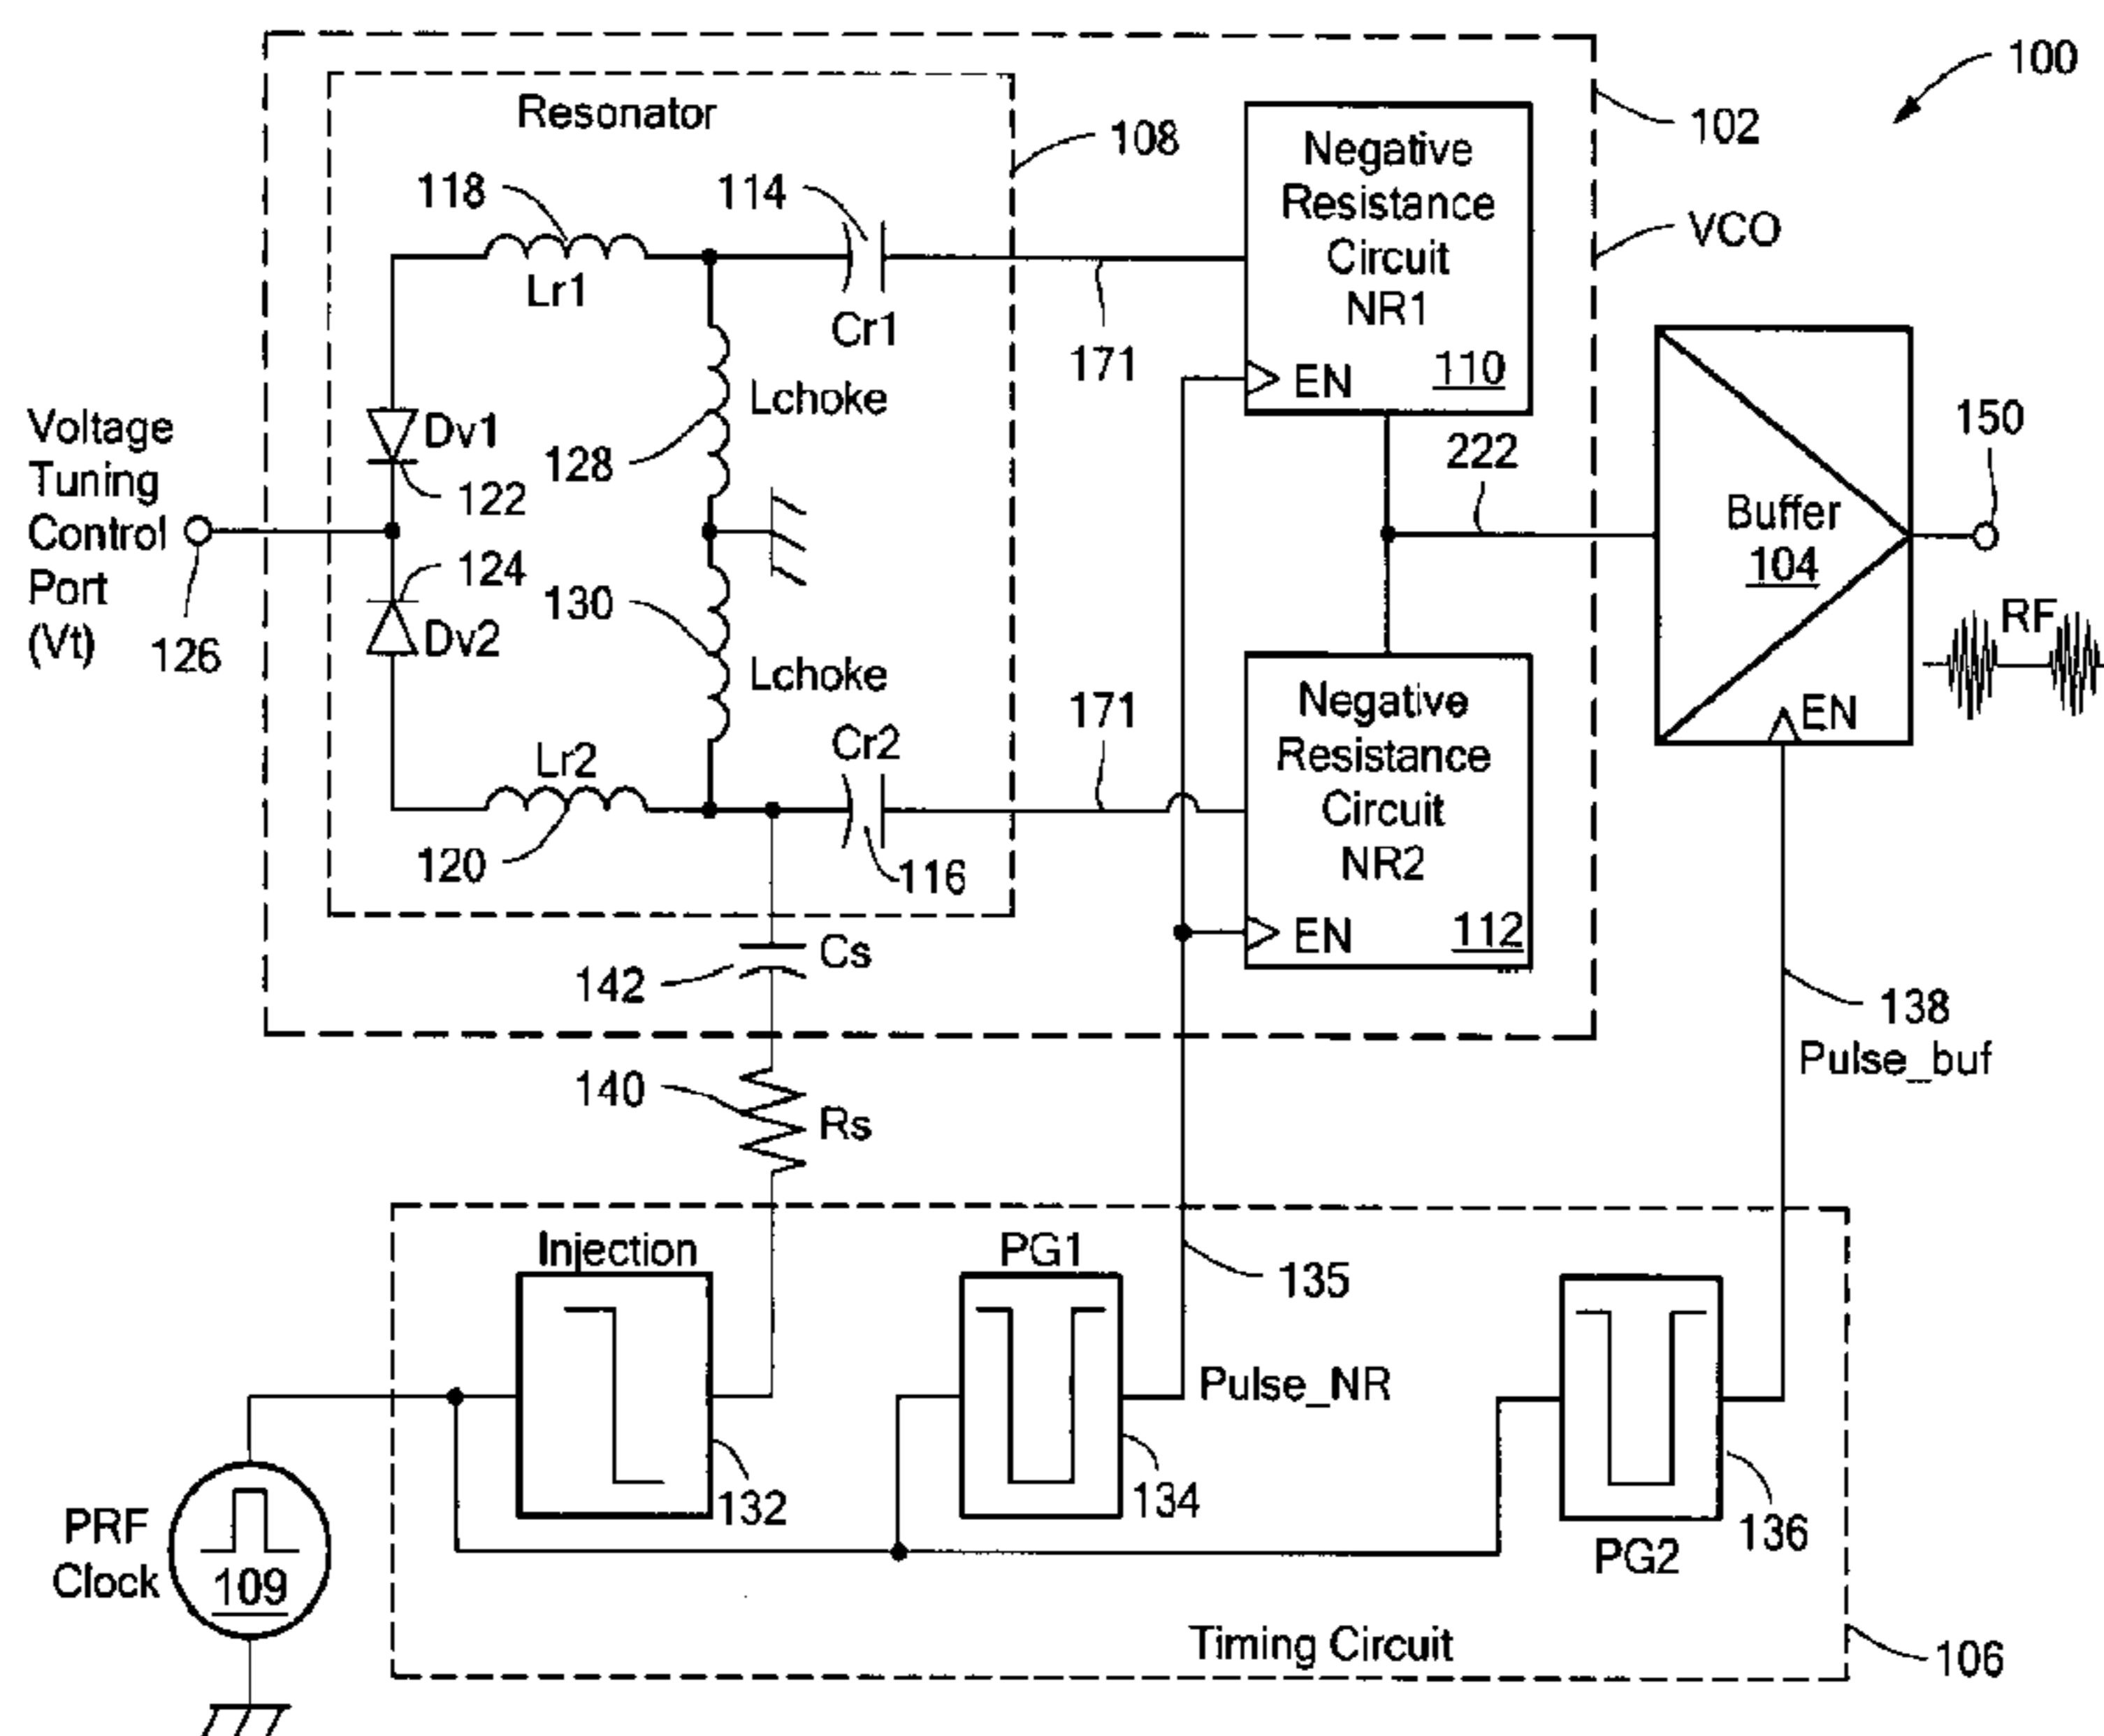 100
102
Resonator
108
118
114
Negative
Resistance
Circuit
NR1
VCO
Lr1
Cr1
171
EN
110
Lchoke
Voltage
Tuning
Control
Port
(Vt)
126
Dv1
122
128
222
150
Buffer
104
124
Dv2
130
RF
Lchoke
171
Negative
Resistance
Circuit
NR2
EN
Lr2
Cr2
120
116
EN
112
142
Cs
138
Pulse_buf
140
Rs
Injection
PG1
135
Pulse_NR
132
134
136
PG2
PRF
Clock
109
Timing Circuit
106